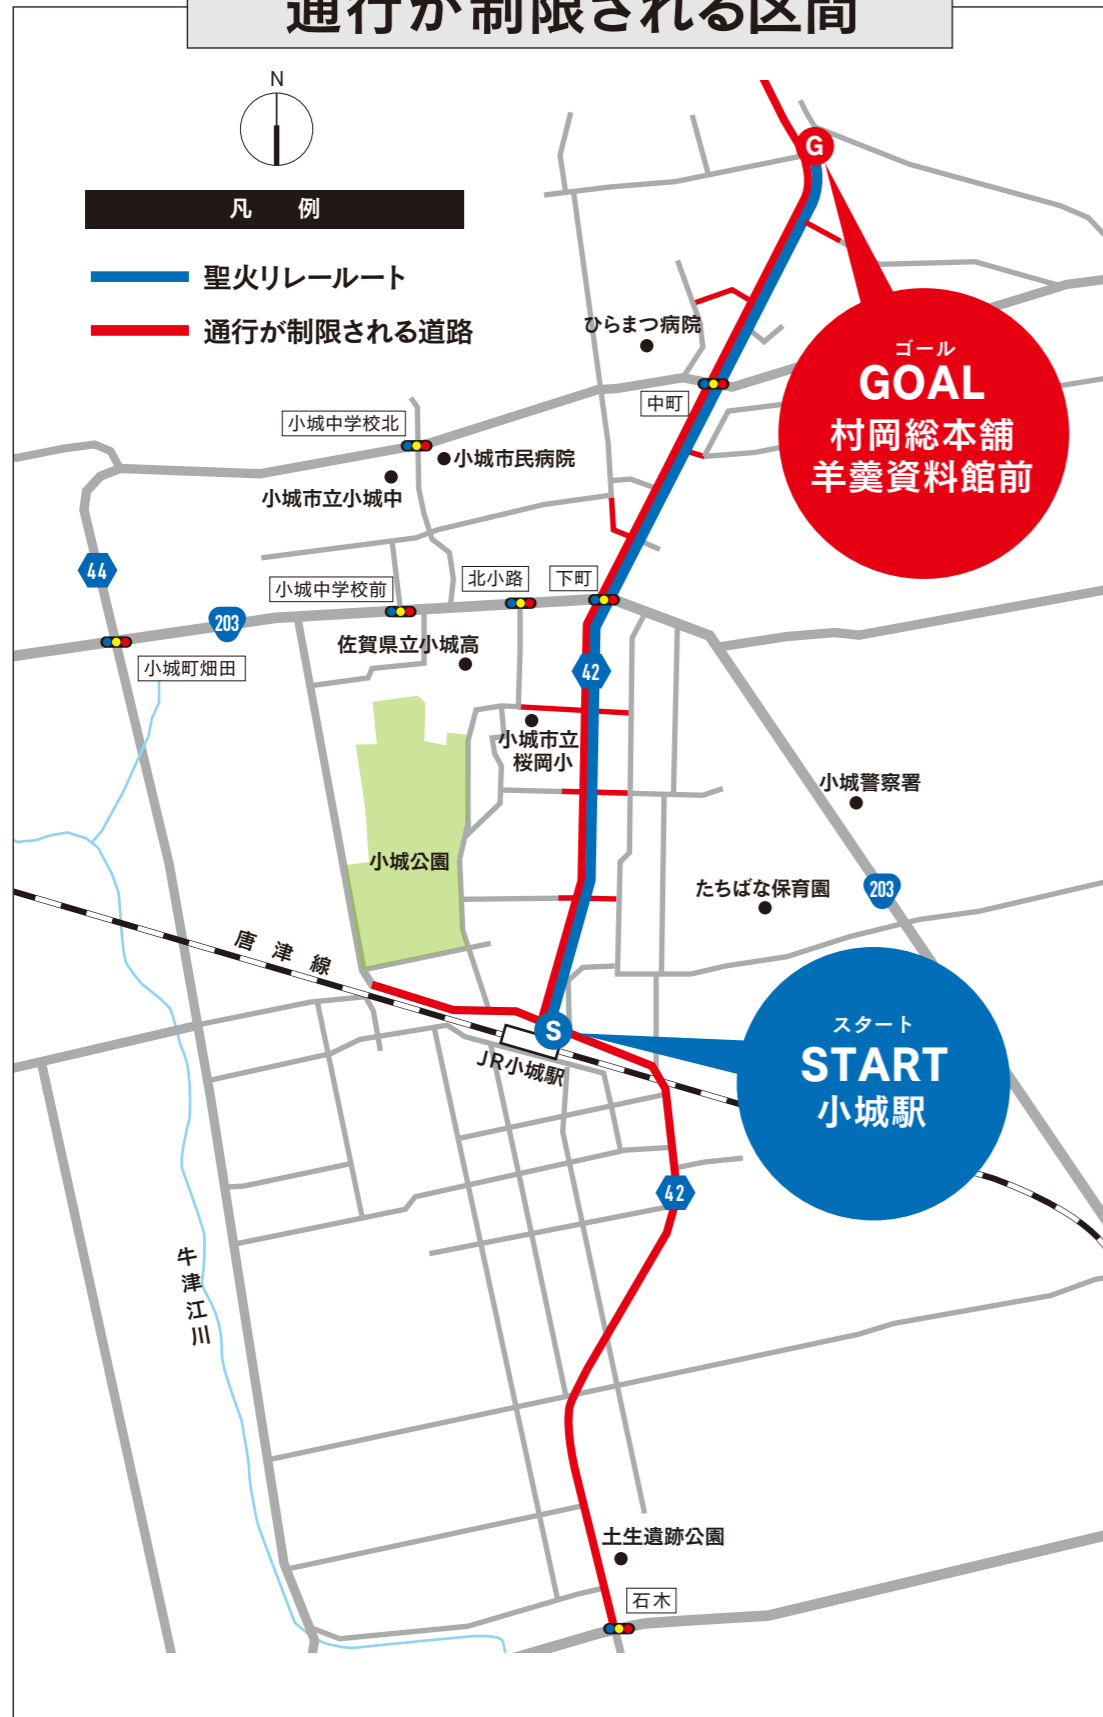 通行が制限される区間
N
凡 例
聖火リレールート
通行が制限される道路
G
ゴール
GOAL
村岡総本舗
羊羹資料館前
ひらまつ病院
中町
小城中学校北
小城市民病院
小城市立小城中
44
小城中学校前
北小路
下町
203
小城町畑田
佐賀県立小城高
42
小城市立
桜岡小
小城警察署
小城公園
たちばな保育園
203
唐津線
S
JR小城駅
スタート
START
小城駅
42
牛津江川
土生遺跡公園
石木